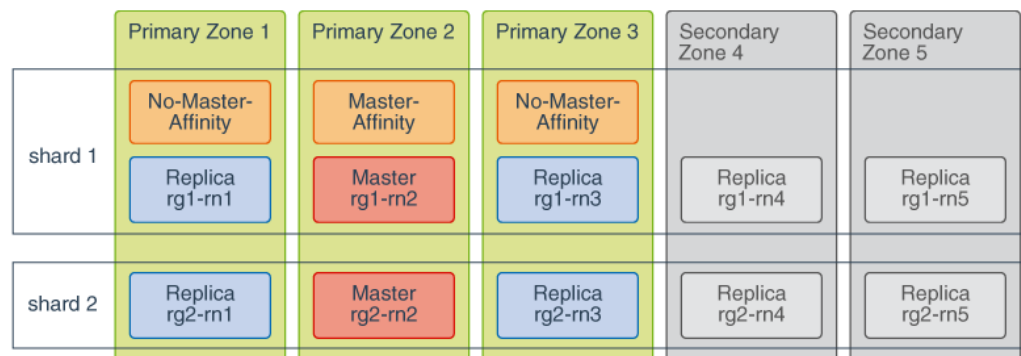 Primary Zone 1
Primary Zone 2
Primary Zone 3
Secondary
Zone 4
Secondary
Zone 5
shard 1
No-Master-
Affinity
Master-
Affinity
No-Master-
Affinity
Replica
rg1-rn1
Master
rg1-rn2
Replica
rg1-rn3
Replica
rg1-rn4
Replica
rg1-rn5
shard 2
Replica
rg2-rn1
Master
rg2-rn2
Replica
rg2-rn3
Replica
rg2-rn4
Replica
rg2-rn5